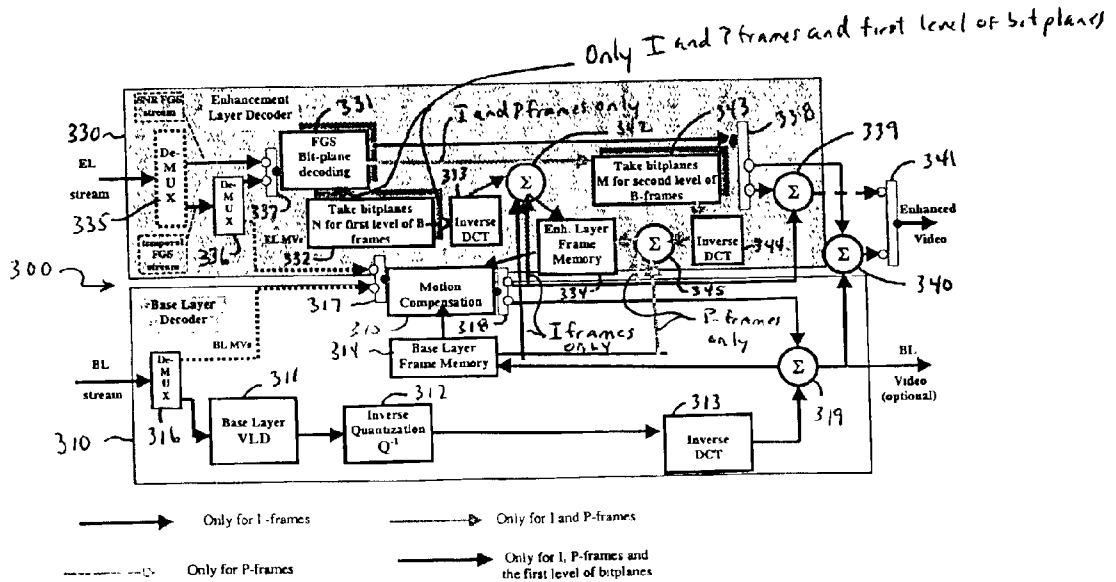 Only I and P frames and first level of bit planes
SNR FGS
stream
Enhancement
Layer Decoder
331
I and P frames only
343
342
338
339
330
EL
stream
De-
MUX
De-
MUX
FGS
Bit-plane
decoding
337
333
Σ
Take bitplanes
M for second level of
B-frames
Σ
341
Enhanced
Video
335
Take bitplanes
N for first level of B-
frames
Inverse
DCT
336
EL MVs
332
Enh. Layer
Frame
Memory
Σ
Inverse
DCT
344
Σ
temporal
FGS
stream
300
317
Motion
Compensation
318
334
345
340
Base Layer
Decoder
315
I frames
only
P-frames
only
BL MVs
314
Base Layer
Frame Memory
BL
stream
De-
MUX
311
312
Σ
BL
Video
(optional)
313
319
310
316
Base Layer
VLD
Inverse
Quantization
Q⁻¹
Inverse
DCT
Only for I -frames
Only for I and P-frames
Only for P-frames
Only for I, P-frames and
the first level of bitplanes